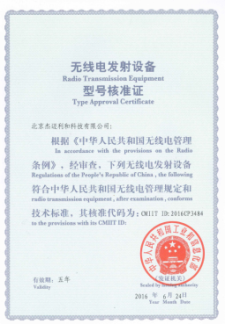 无线电发射设备
Radio Transmission Equipment
型号核准证
Type Approval Certificate
北京杰迈科技有限公司:
根据《中华人民共和国无线电管理
In accordance with the provisions on the Radio
条例》,经审查,下列无线电发射设备
Regulations of the People's Republic of China , the following
符合中华人民共和国无线电管理规定和
radio transmission equipment, after examination , conforms
技术标准,其核准代码为: CMIIT ID:2016CP3484
to the provisions with its CMIIT ID:
中华人民共和国工业和信息化部
有效期: 五年
Validity
(发证机关)
Sealed by Issuing Authority
2016 年 6 月 24 日
Year Month Date